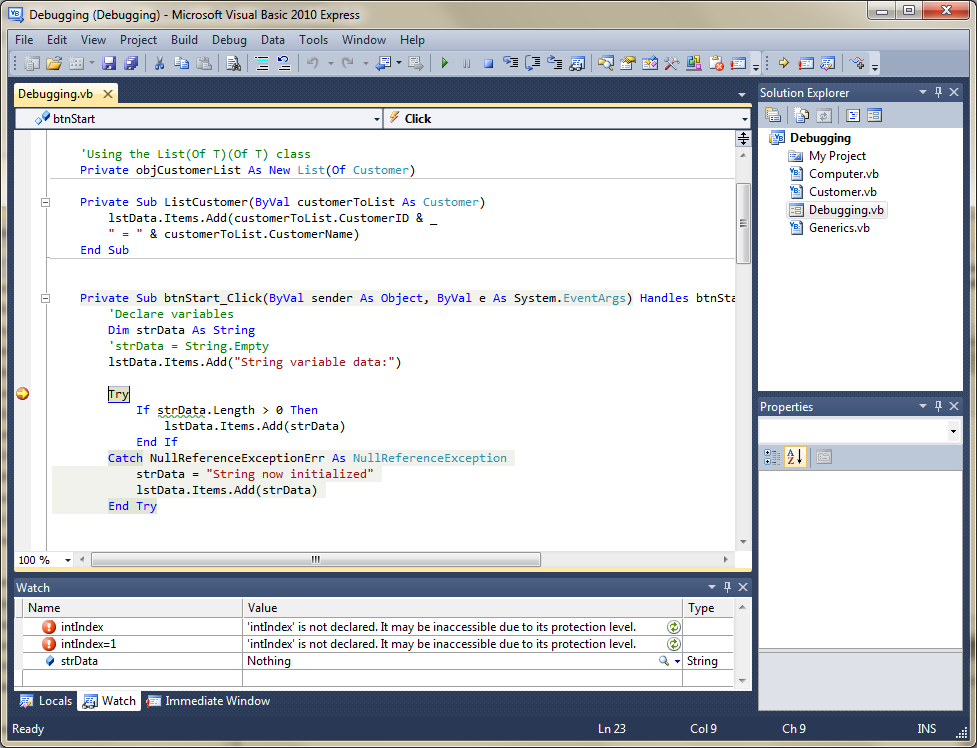 Debugging (Debugging) - Microsoft Visual Basic 2010 Express
File Edit View Project Build Debug Data Tools Window Help
Debugging.vb
btnStart
Click
'Using the List(Of T)(Of T) class
Private objCustomerList As New List(Of Customer)
Private Sub ListCustomer(ByVal customerToList As Customer)
lstData.Items.Add(customerToList.CustomerID & _
" = " & customerToList.CustomerName)
End Sub
Private Sub btnStart_Click(ByVal sender As Object, ByVal e As System.EventArgs) Handles btnSta
'Declare variables
Dim strData As String
'strData = String.Empty
lstData.Items.Add("String variable data:")
Try
If strData.Length > 0 Then
lstData.Items.Add(strData)
End If
Catch NullReferenceExceptionErr As NullReferenceException
strData = "String now initialized"
lstData.Items.Add(strData)
End Try
100 %
Solution Explorer
Debugging
My Project
Computer.vb
Customer.vb
Debugging.vb
Generics.vb
Properties
Watch
Name Value Type
intIndex 'intIndex' is not declared. It may be inaccessible due to its protection level.
intIndex=1 'intIndex' is not declared. It may be inaccessible due to its protection level.
strData Nothing String
Locals Watch Immediate Window
Ready Ln 23 Col 9 Ch 9 INS